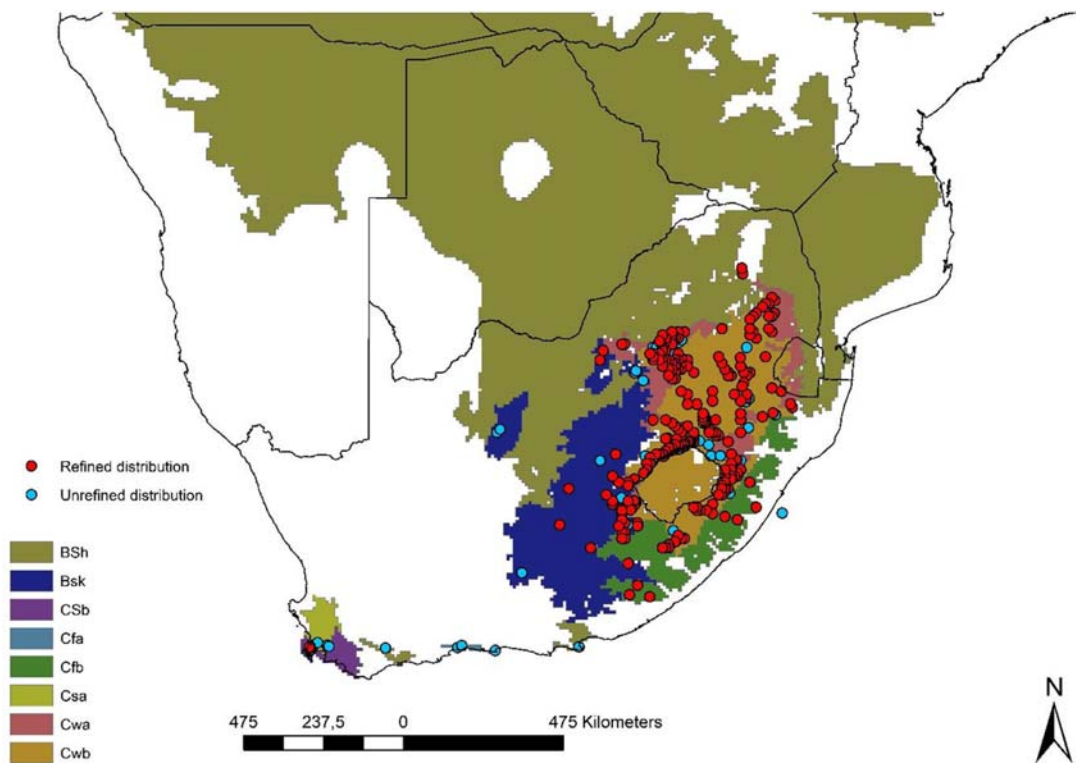 Refined distribution
Unrefined distribution
BSh
Bsk
CSb
Cfa
Cfb
Csa
Cwa
Cwb
475 237,5 0 475 Kilometers
N